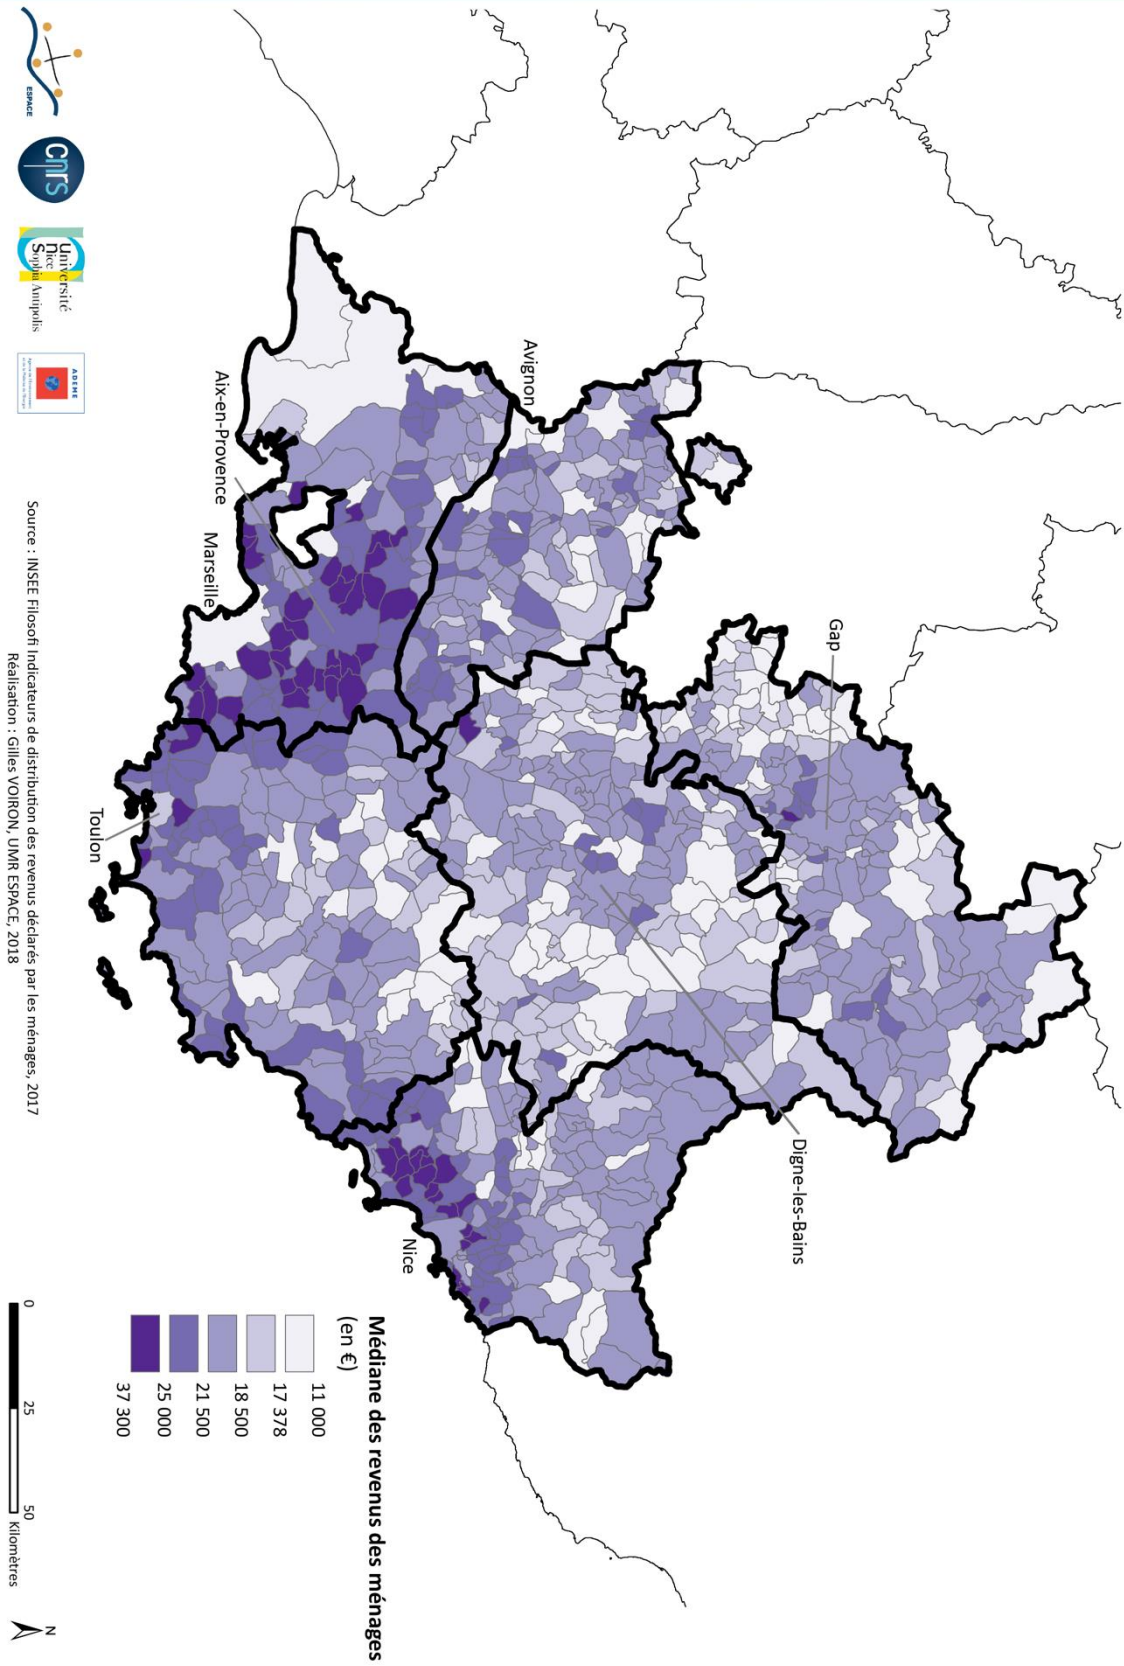 Gap
Avignon
Digne-les-Bains
Aix-en-Provence
Marseille
Nice
Toulon
Médiane des revenus des ménages
(en €)
11 000
17 378
18 500
21 500
25 000
37 300
0 25 50
Kilomètres
N
ESPACE
cnrs
Université
nice
Sophia Antipolis
ADEME
Source : INSEE Filosofi Indicateurs de distribution des revenus déclarés par les ménages, 2017
Réalisation : Gilles VOIRON, UMR ESPACE, 2018